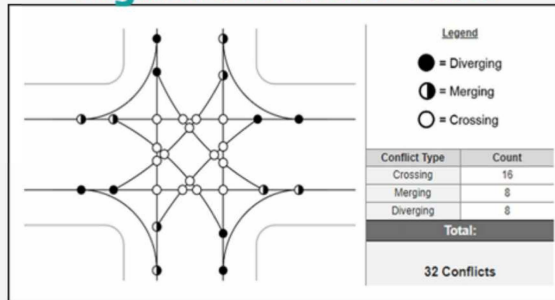 Legend
= Diverging
= Merging
= Crossing
Conflict Type Count
Crossing 16
Merging 8
Diverging 8
Total:
32 Conflicts